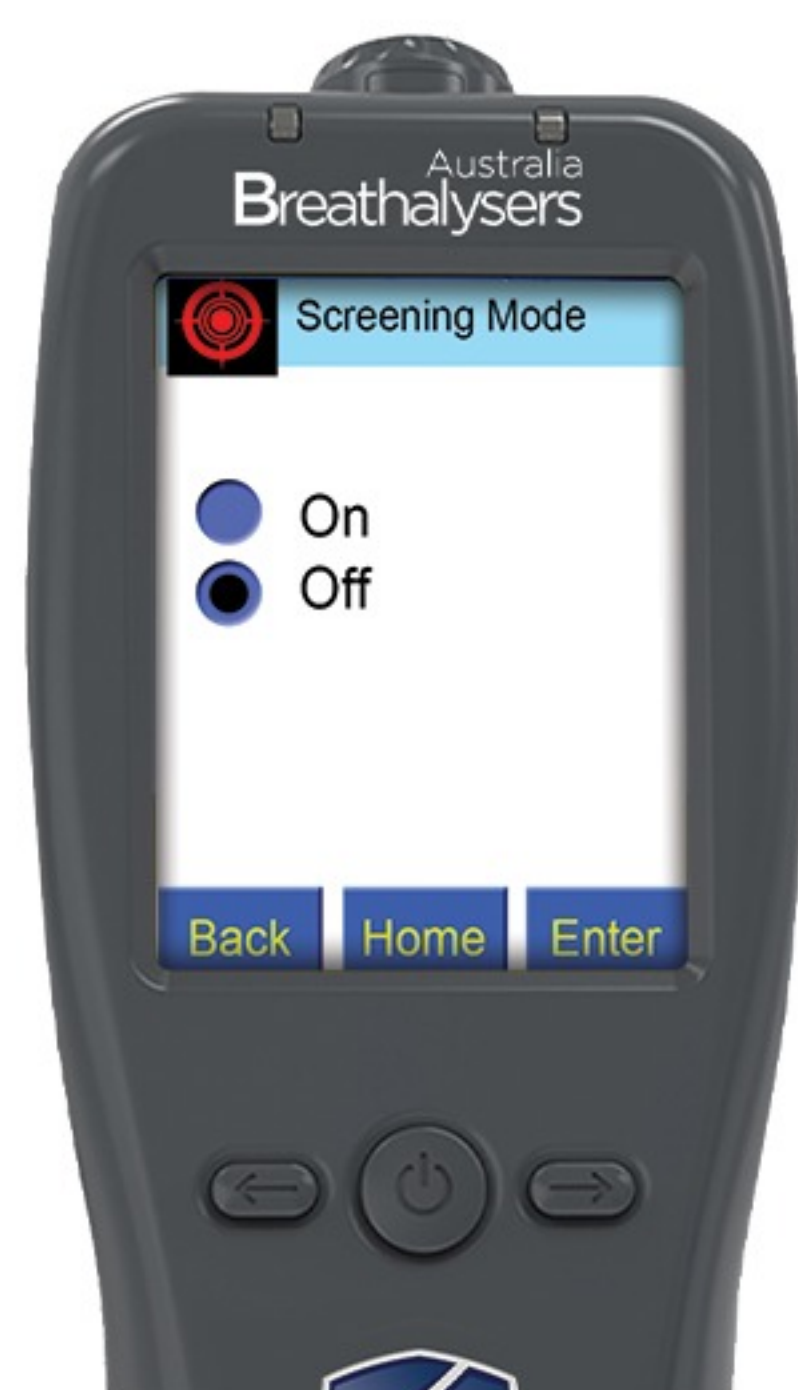 Australia
Breathalysers
Screening Mode
On
Off
Back Home Enter